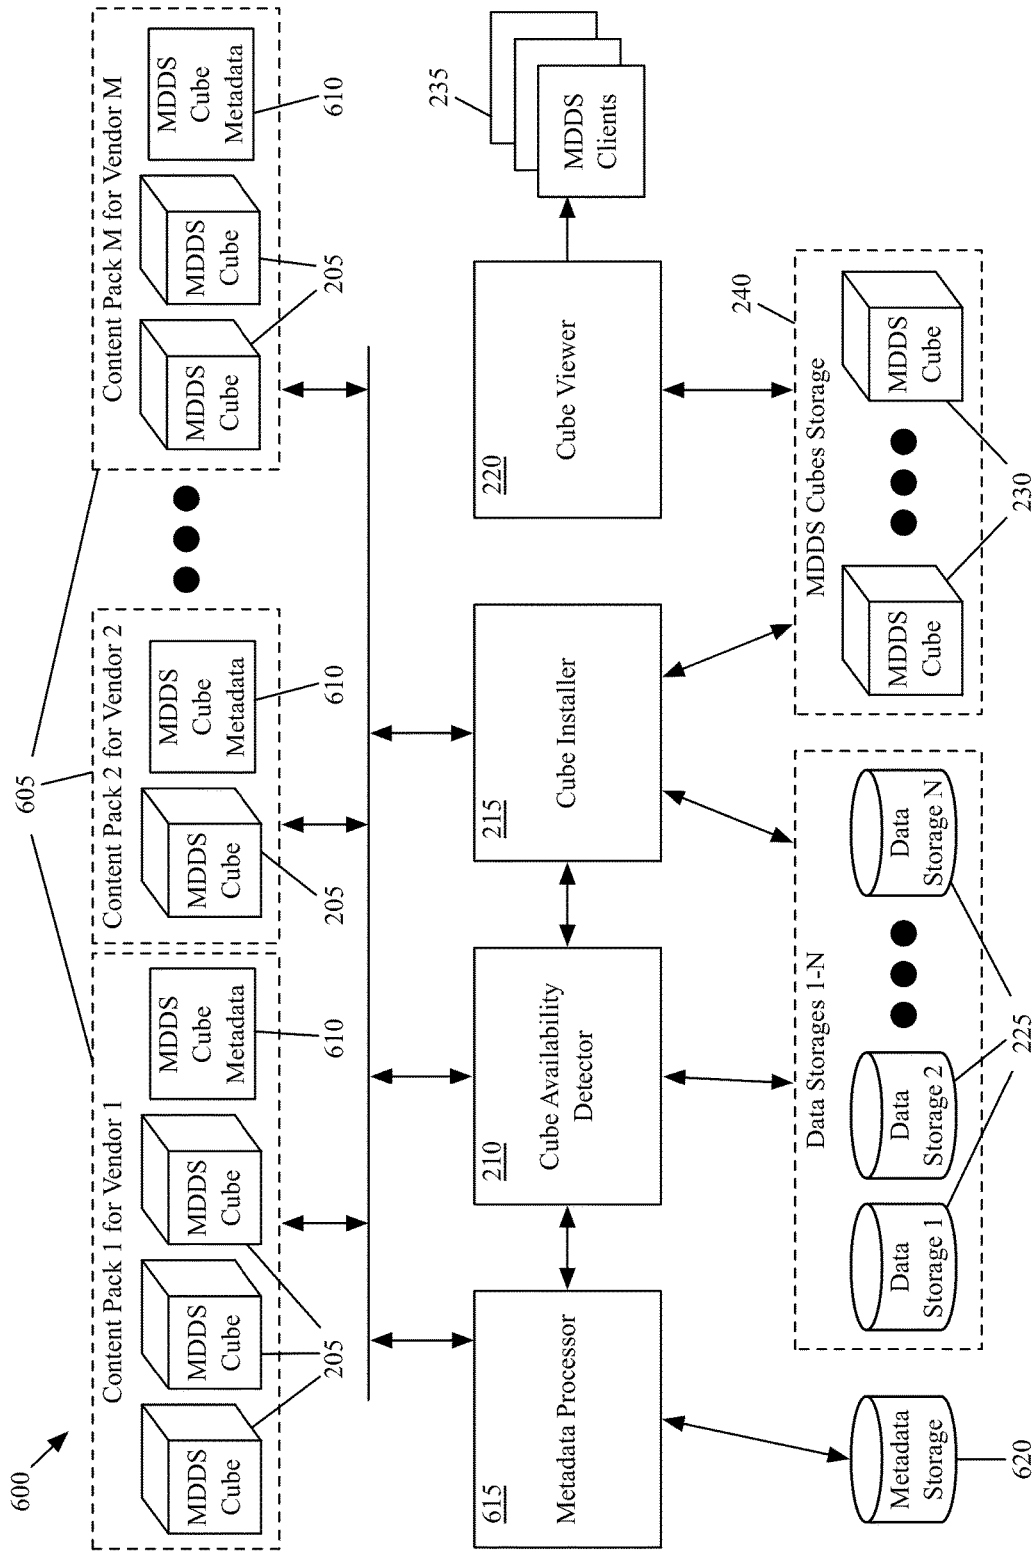 600
605
Content Pack 1 for Vendor 1
MDDS
Cube
MDDS
Cube
MDDS
Cube
MDDS
Cube
Metadata
205
610
Content Pack 2 for Vendor 2
MDDS
Cube
MDDS
Cube
Metadata
205
610
Content Pack M for Vendor M
MDDS
Cube
MDDS
Cube
MDDS
Cube
Metadata
205
610
615
Metadata Processor
210
Cube Availability
Detector
215
Cube Installer
220
Cube Viewer
235
MDDS
Clients
Metadata
Storage
620
Data Storages 1-N
Data
Storage 1
Data
Storage 2
Data
Storage N
225
240
MDDS Cubes Storage
MDDS
Cube
MDDS
Cube
230